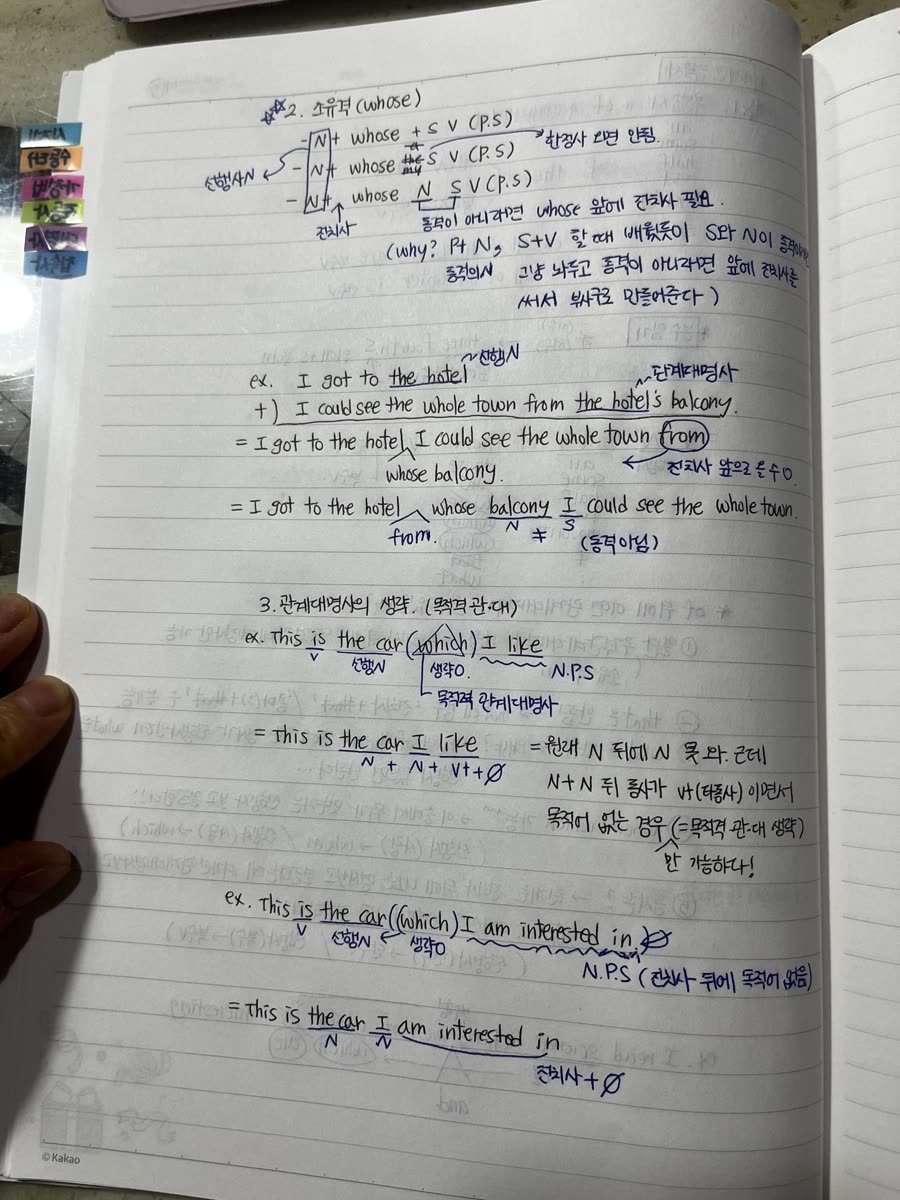 2. 소유격 (whose)
- N + whose + S V (P.S)
한정사 오면 안됨.
- N + whose the my a S V (P.S)
선행사N
- N + whose N S V (P.S)
전치사
동격이 아니라면 whose 앞에 전치사 필요.
(why? P+ N, S+V 할 때 배웠듯이 S와 N이 동격이라면
동격의 S 그냥 놔두고 동격이 아니라면 앞에 전치사를
써서 부사구로 만들어준다)
선행N
ex. I got to the hotel
관계대명사
+) I could see the whole town from the hotel's balcony.
= I got to the hotel I could see the whole town from
whose balcony. 전치사 앞으로 올 수 O.
= I got to the hotel whose balcony I could see the whole town.
from. N ≠ S (동격아님)
3. 관계대명사의 생략. (목적격 관·대)
ex. This is the car (which) I like
V 선행N 생략O. N.P.S
목적격 관계대명사
= This is the car I like = 원래 N 뒤에 N 못 와. 근데
N + N + Vt + ∅ N+N 뒤 동사가 vt(타동사) 이면서
목적어 없는 경우 (=목적격 관·대 생략)
만 가능하다!
ex. This is the car (which) I am interested in ∅
V 선행N 생략O N.P.S (전치사 뒤에 목적어 없음)
= This is the car I am interested in
N N 전치사 + ∅
© Kakao